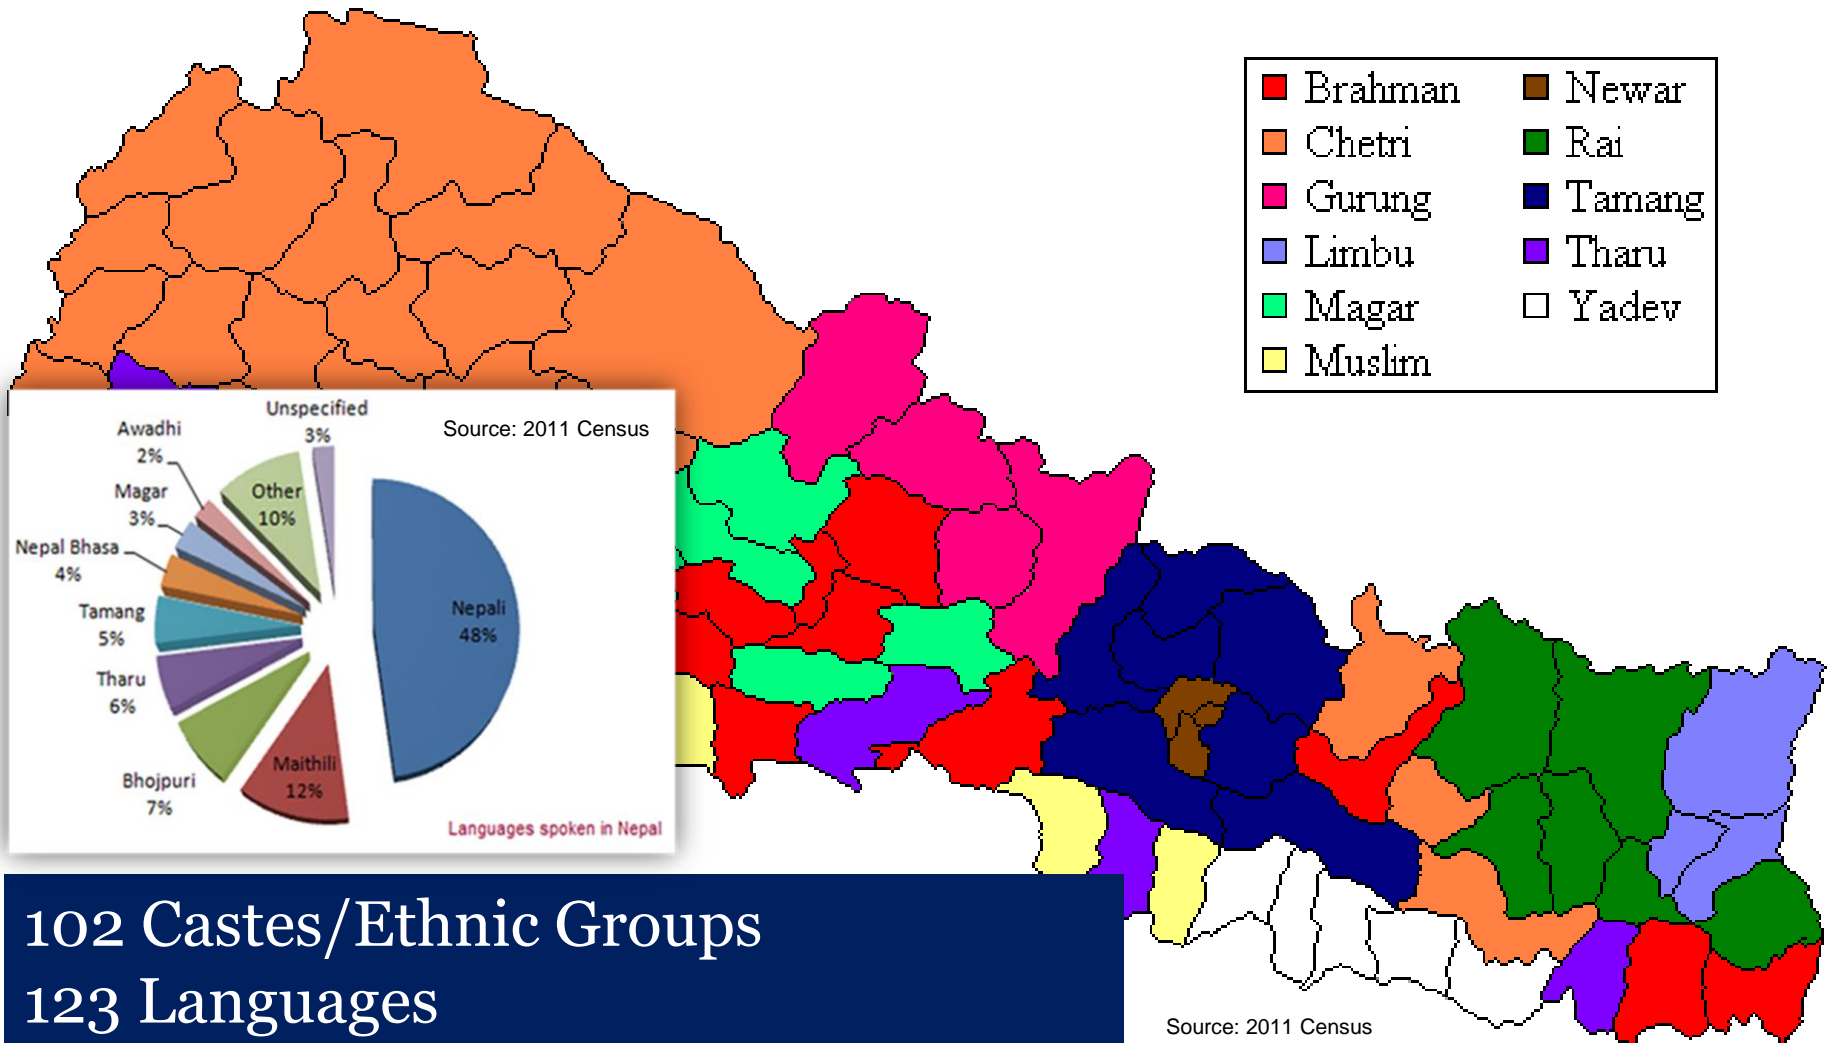 Brahman
Chetri
Gurung
Limbu
Magar
Muslim
Newar
Rai
Tamang
Tharu
Yadev
Source: 2011 Census
Unspecified
3%
Awadhi
2%
Other
10%
Magar
3%
Nepal Bhasa
4%
Tamang
5%
Tharu
6%
Bhojpuri
7%
Maithili
12%
Nepali
48%
Languages spoken in Nepal
102 Castes/Ethnic Groups
123 Languages
Source: 2011 Census